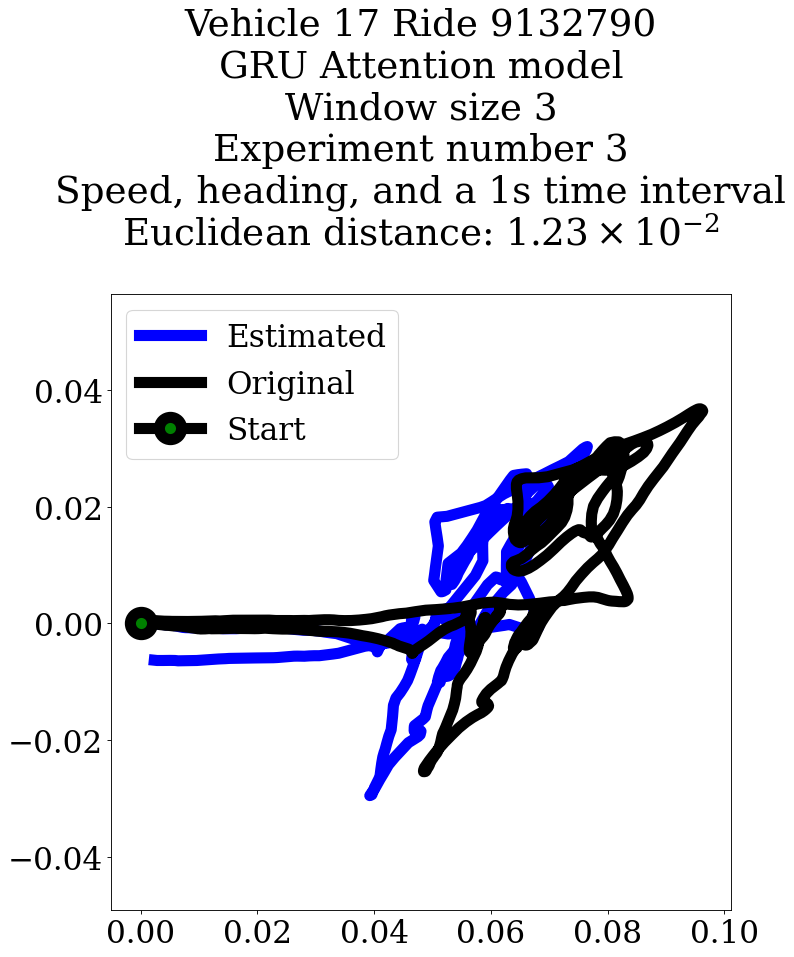 Vehicle 17 Ride 9132790
GRU Attention model
Window size 3
Experiment number 3
Speed, heading, and a 1s time interval
Euclidean distance: 1.23 × 10⁻²
Estimated
Original
Start
0.04
0.02
0.00
−0.02
−0.04
0.00 0.02 0.04 0.06 0.08 0.10